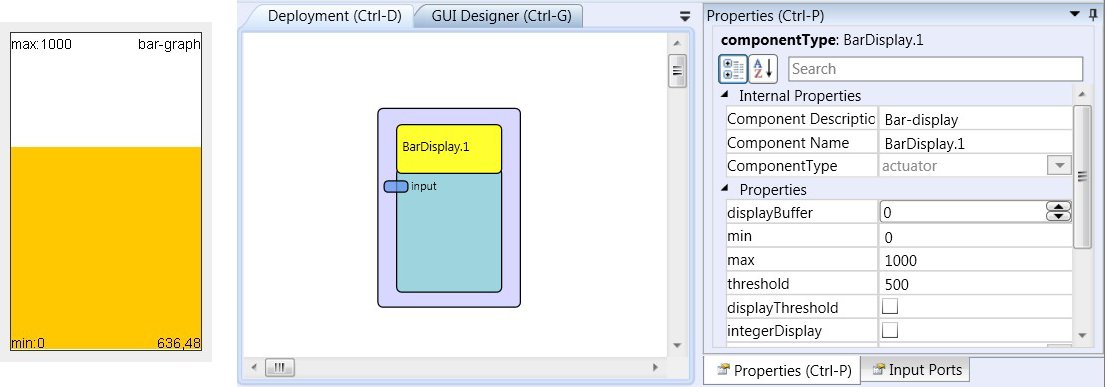 max:1000 bar-graph
min:0 636,48
Deployment (Ctrl-D) GUI Designer (Ctrl-G)
BarDisplay.1
input
Properties (Ctrl-P)
componentType: BarDisplay.1
Search
Internal Properties
Component Descriptic Bar-display
Component Name BarDisplay.1
ComponentType actuator
Properties
displayBuffer 0
min 0
max 1000
threshold 500
displayThreshold
integerDisplay
Properties (Ctrl-P) Input Ports